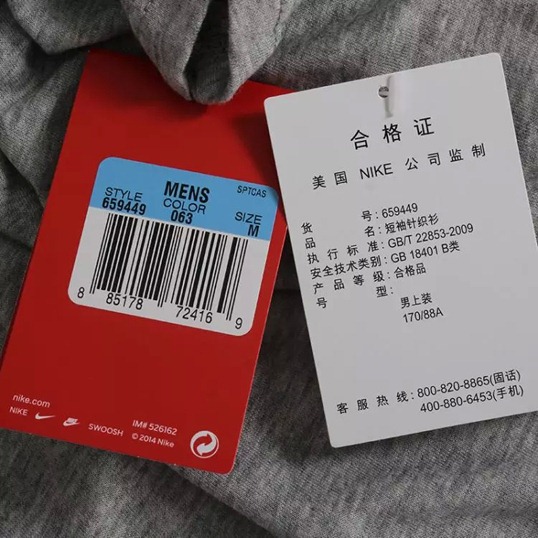 STYLE
659449
MENS
COLOR
063
SPTCAS
SIZE
M
8 85178 72416 9
nike.com
NIKE
SWOOSH
IM# 526162
© 2014 Nike
合格证
美国 NIKE 公司监制
货号:659449
品名:短袖针织衫
执行标准:GB/T 22853-2009
安全技术类别:GB 18401 B类
产品等级:合格品
号型:
男上装
170/88A
客服热线:800-820-8865(固话)
400-880-6453(手机)